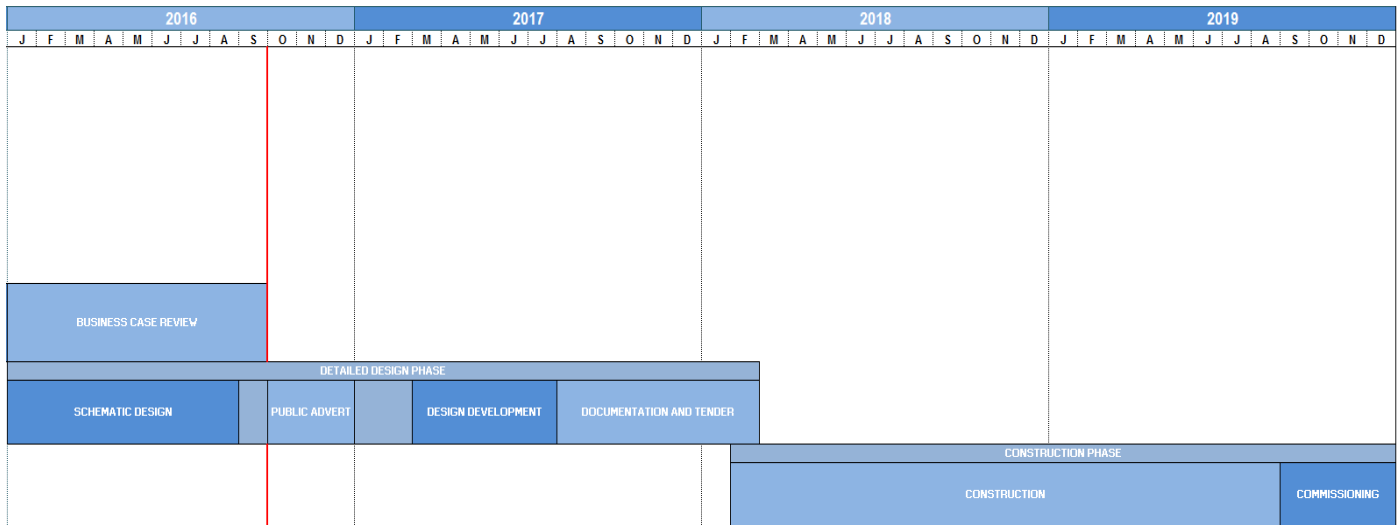 2016 2017 2018 2019
J F M A M J J A S O N D J F M A M J J A S O N D J F M A M J J A S O N D J F M A M J J A S O N D
BUSINESS CASE REVIEW
DETAILED DESIGN PHASE
SCHEMATIC DESIGN PUBLIC ADVERT DESIGN DEVELOPMENT DOCUMENTATION AND TENDER
CONSTRUCTION PHASE
CONSTRUCTION COMMISSIONING